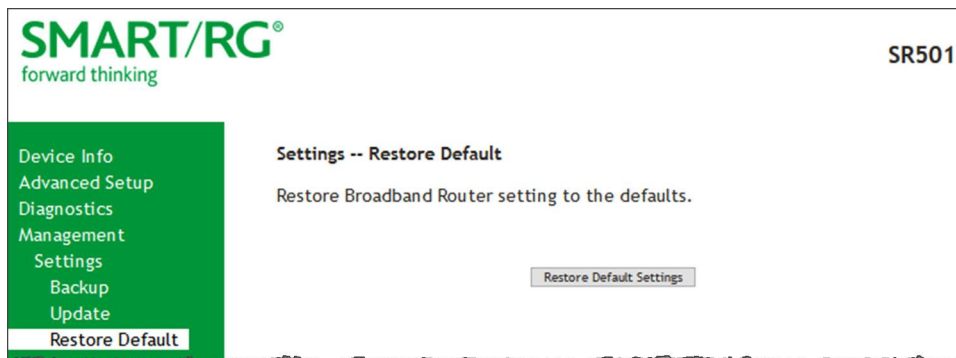 SMART/RG®
forward thinking
SR501
Device Info
Advanced Setup
Diagnostics
Management
Settings
Backup
Update
Restore Default
Settings -- Restore Default
Restore Broadband Router setting to the defaults.
Restore Default Settings